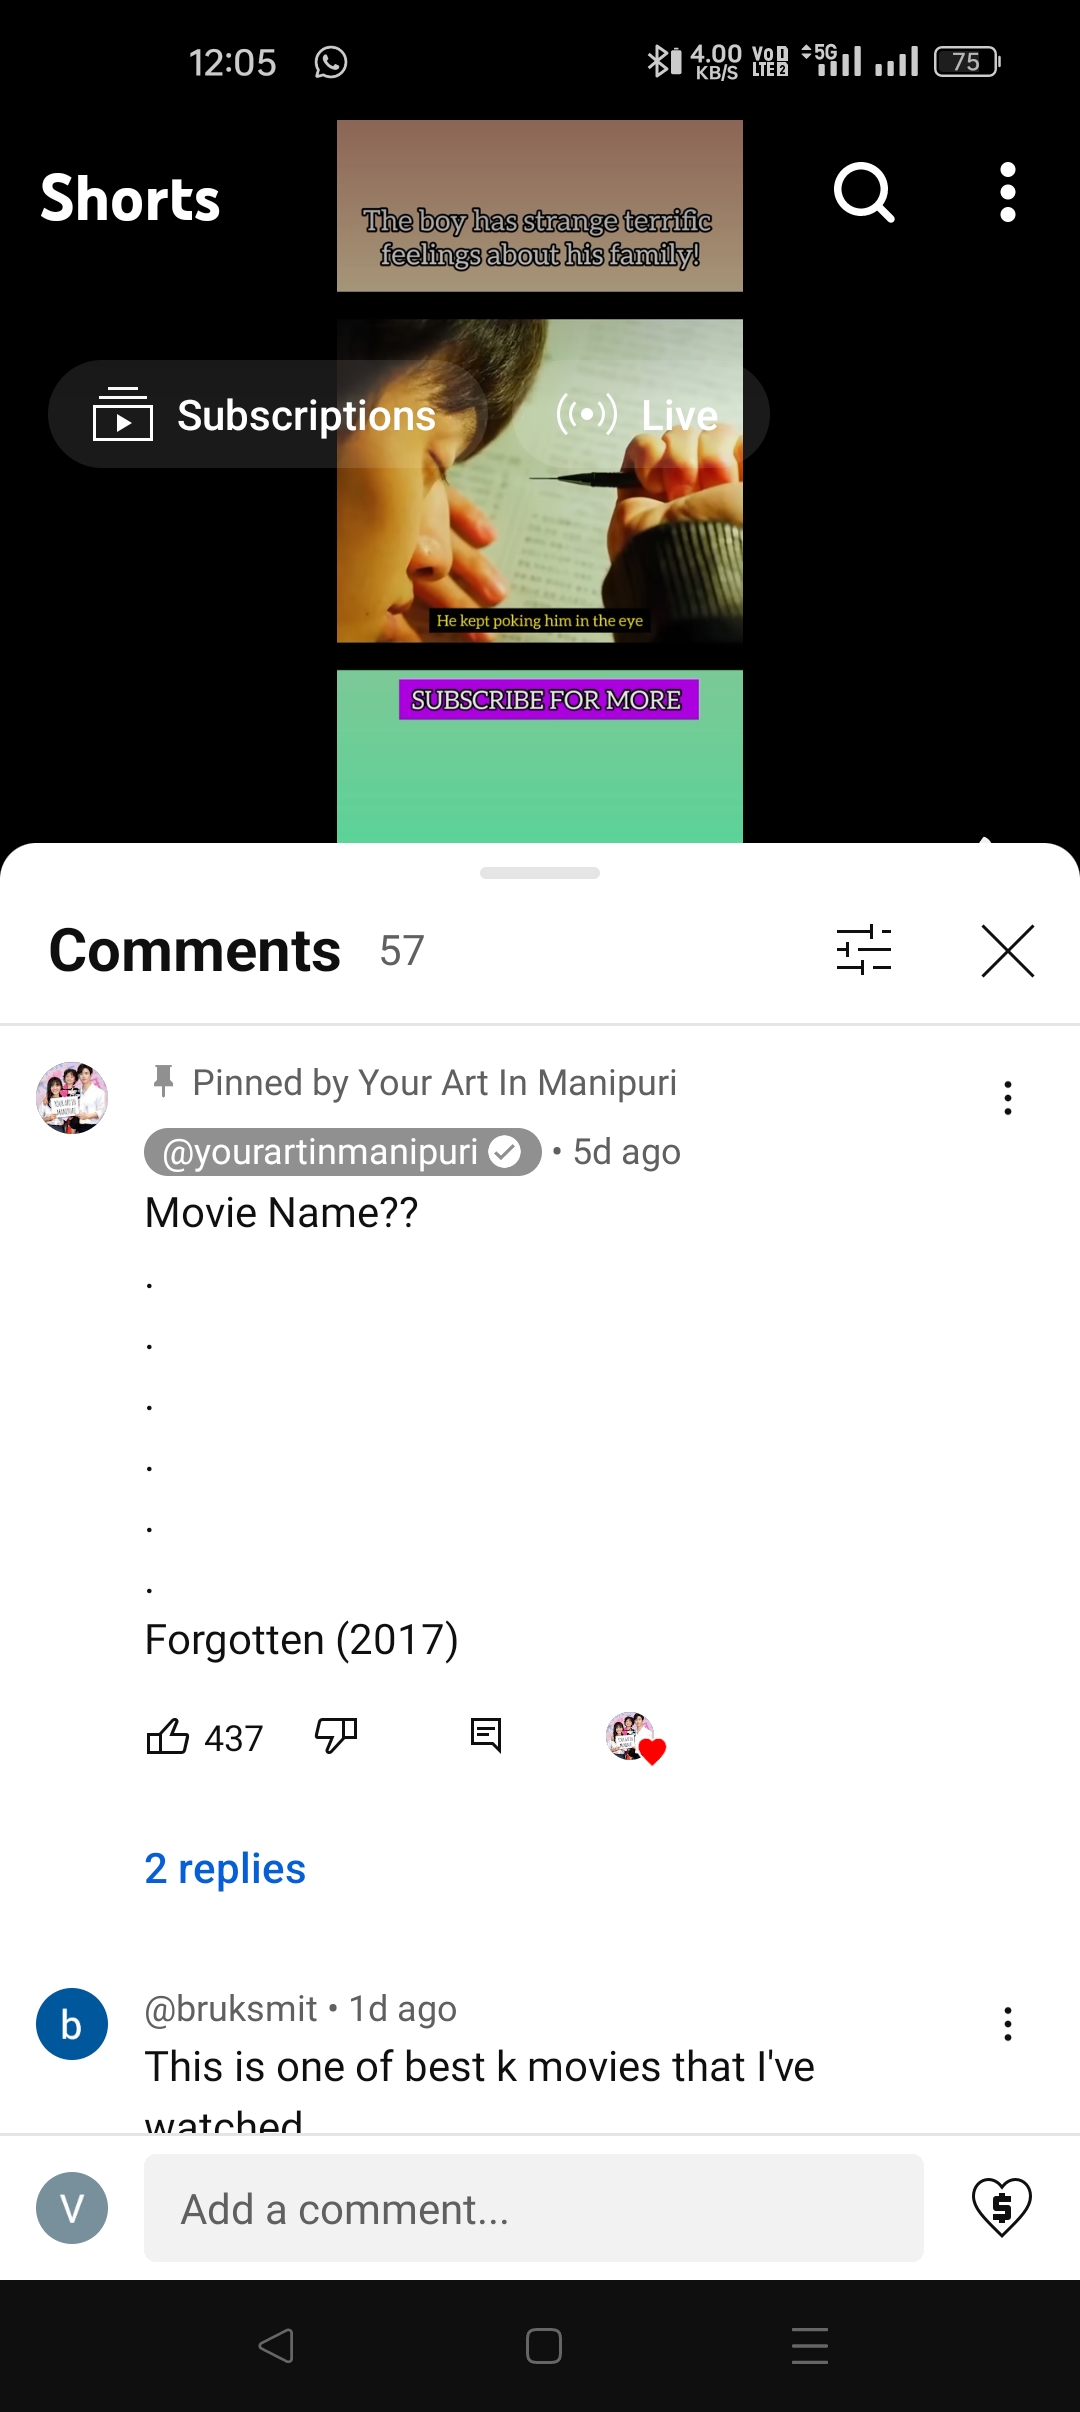 12:05
4.00
KB/S
VoD
LTE 2
5G
75
Shorts
The boy has strange terrific
feelings about his family!
Subscriptions
Live
He kept poking him in the eye
SUBSCRIBE FOR MORE
Comments 57
Pinned by Your Art In Manipuri
@yourartinmanipuri • 5d ago
Movie Name??
.
.
.
.
.
.
Forgotten (2017)
437
2 replies
b
@bruksmit • 1d ago
This is one of best k movies that I've
watched
V
Add a comment...
$